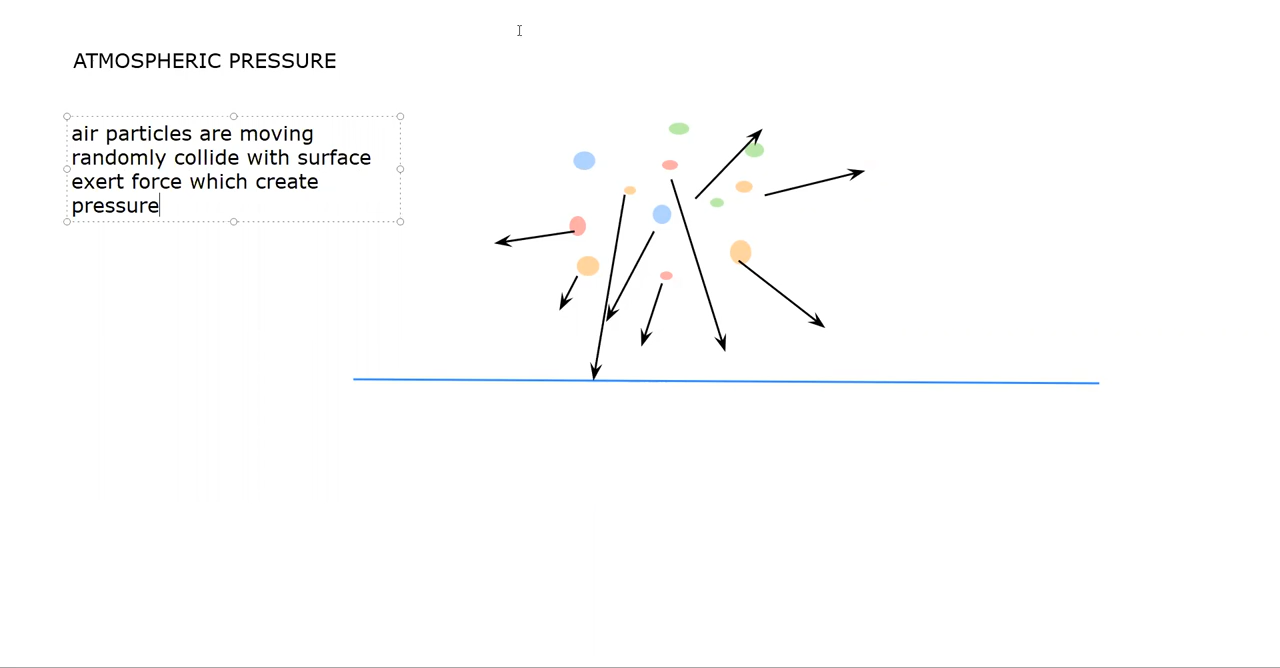 ATMOSPHERIC PRESSURE
air particles are moving
randomly collide with surface
exert force which create
pressure